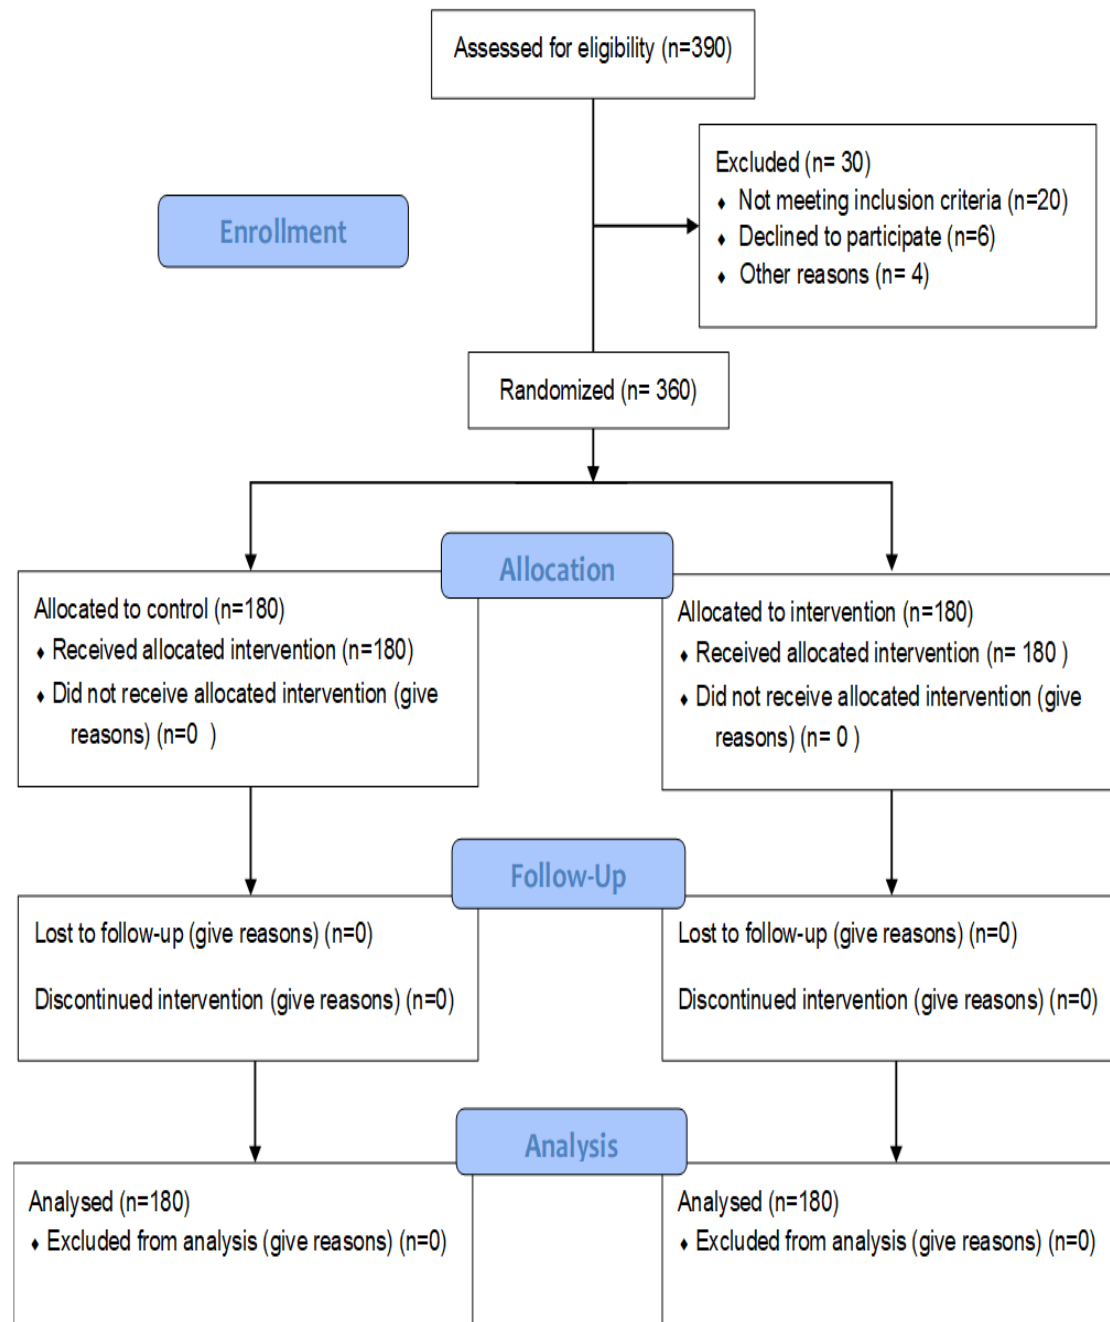 Assessed for eligibility (n=390)
Excluded (n= 30)
♦ Not meeting inclusion criteria (n=20)
♦ Declined to participate (n=6)
♦ Other reasons (n= 4)
Enrollment
Randomized (n= 360)
Allocation
Allocated to control (n=180)
♦ Received allocated intervention (n=180)
♦ Did not receive allocated intervention (give
reasons) (n=0 )
Allocated to intervention (n=180)
♦ Received allocated intervention (n= 180 )
♦ Did not receive allocated intervention (give
reasons) (n= 0 )
Follow-Up
Lost to follow-up (give reasons) (n=0)
Discontinued intervention (give reasons) (n=0)
Lost to follow-up (give reasons) (n=0)
Discontinued intervention (give reasons) (n=0)
Analysis
Analysed (n=180)
♦ Excluded from analysis (give reasons) (n=0)
Analysed (n=180)
♦ Excluded from analysis (give reasons) (n=0)